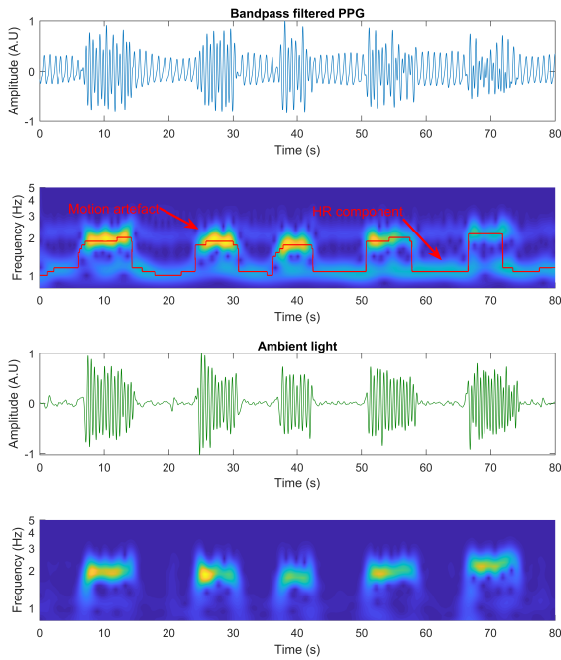 Bandpass filtered PPG
Amplitude (A.U)
1
0
-1
0 10 20 30 40 50 60 70 80
Time (s)
Frequency (Hz)
5
4
3
2
1
Motion artefact
HR component
0 10 20 30 40 50 60 70 80
Time (s)
Ambient light
Amplitude (A.U)
1
0
-1
0 10 20 30 40 50 60 70 80
Time (s)
Frequency (Hz)
5
4
3
2
1
0 10 20 30 40 50 60 70 80
Time (s)